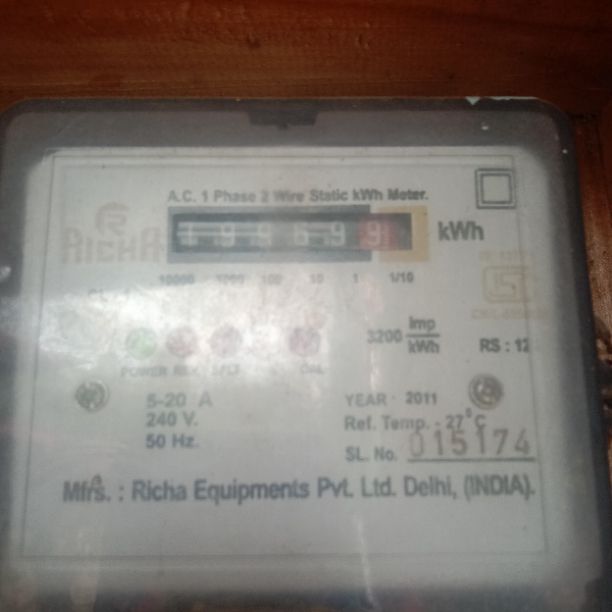 A.C. 1 Phase 2 Wire Static kWh Meter.
RICHA
kWh
10000 1000 100 10 1 1/10
3200 Imp
kWh
RS : 12
POWER
CAL
5-20 A
240 V.
50 Hz.
YEAR 2011
Ref. Temp. - 27°C
SL. No. 015174
Mfrs. : Richa Equipments Pvt. Ltd. Delhi, (INDIA).